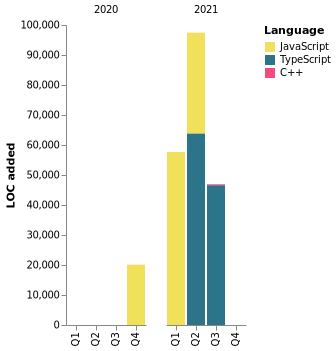 2020
2021
Language
JavaScript
TypeScript
C++
LOC added
100,000
90,000
80,000
70,000
60,000
50,000
40,000
30,000
20,000
10,000
0
Q1
Q2
Q3
Q4
Q1
Q2
Q3
Q4